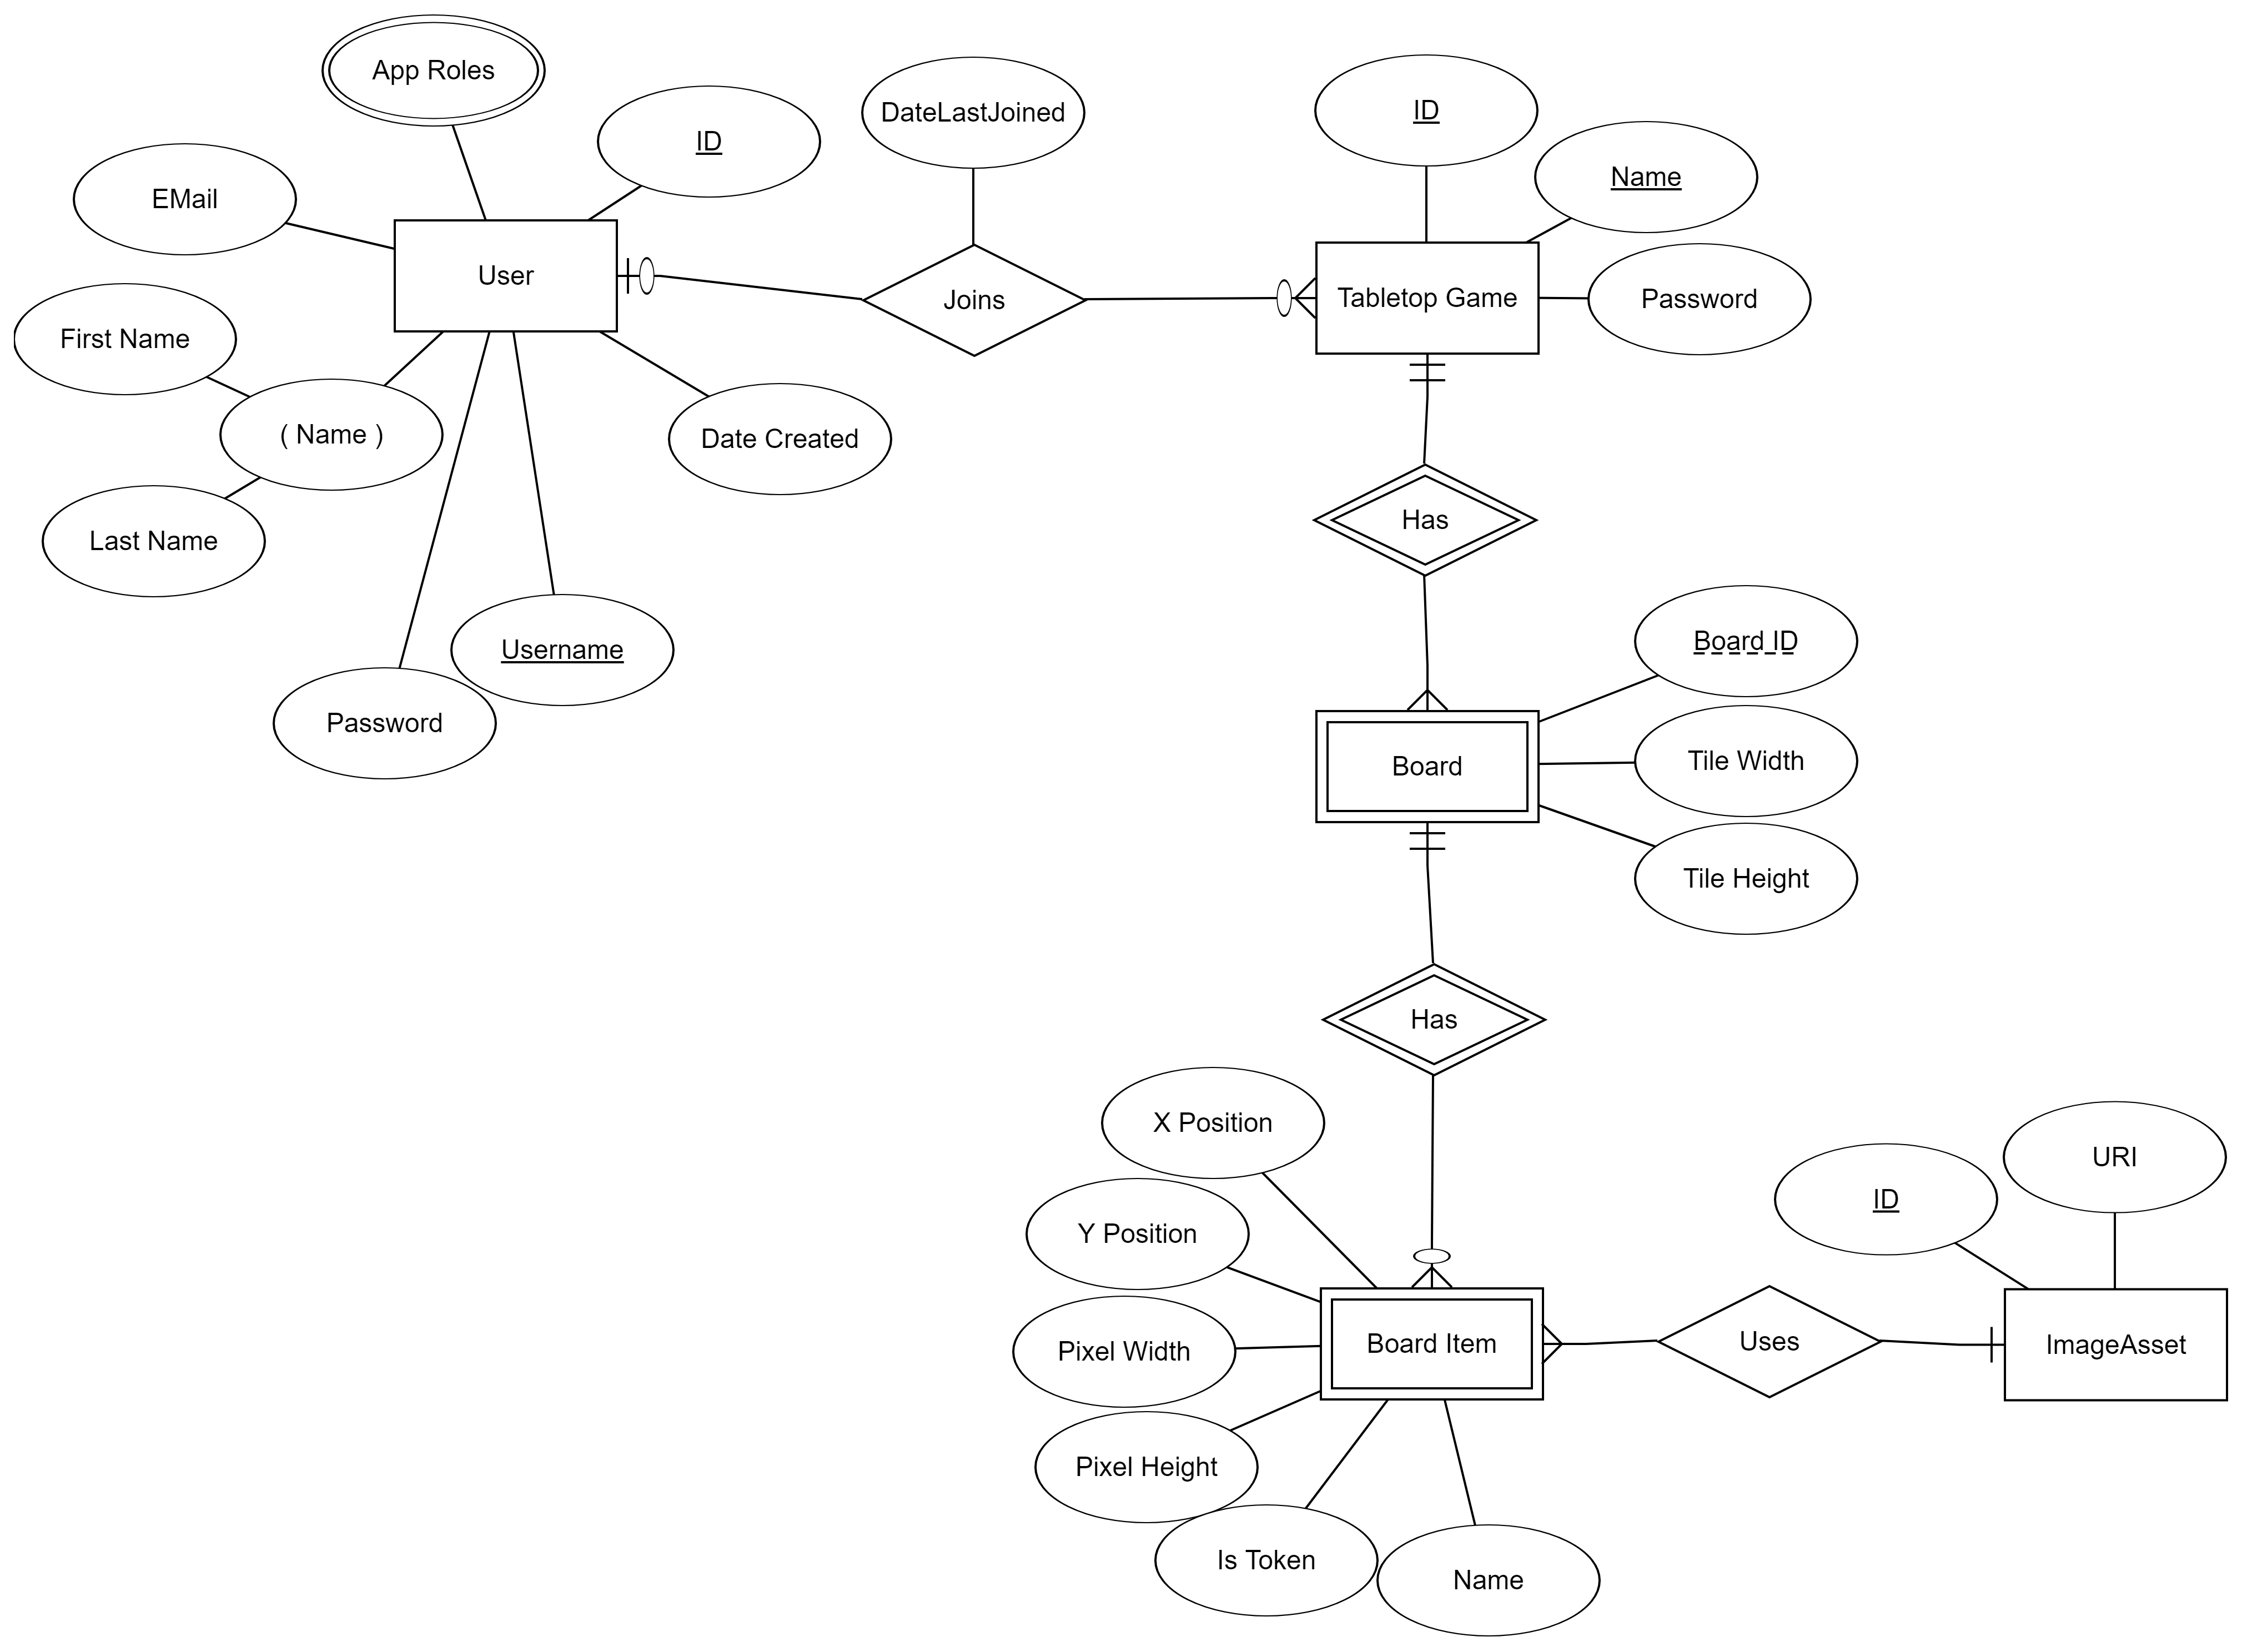 App Roles
ID
EMail
DateLastJoined
ID
Name
User
Joins
Tabletop Game
Password
First Name
( Name )
Date Created
Last Name
Has
Username
Password
Board ID
Board
Tile Width
Tile Height
Has
X Position
Y Position
URI
ID
Pixel Width
Board Item
Uses
ImageAsset
Pixel Height
Is Token
Name